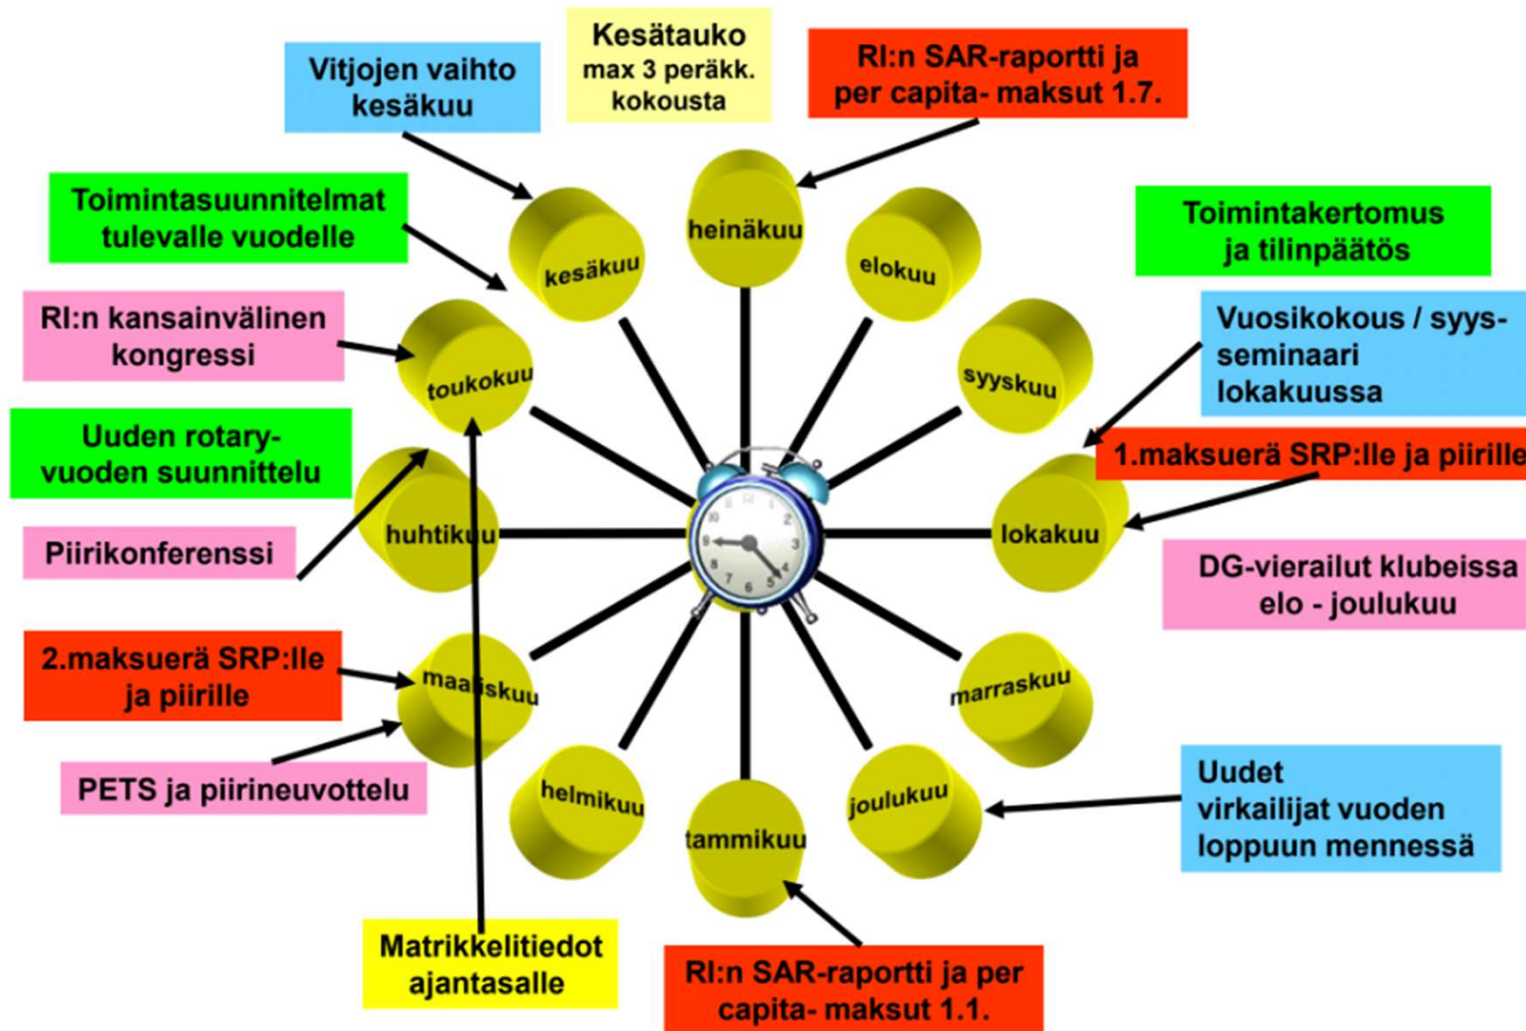 Kesätauko
max 3 peräkk.
kokousta
Vitjojen vaihto
kesäkuu
RI:n SAR-raportti ja
per capita- maksut 1.7.
Toimintasuunnitelmat
tulevalle vuodelle
heinäkuu
kesäkuu
elokuu
Toimintakertomus
ja tilinpäätös
RI:n kansainvälinen
kongressi
toukokuu
syyskuu
Vuosikokous / syys-
seminaari
lokakuussa
Uuden rotary-
vuoden suunnittelu
1.maksuerä SRP:lle ja piirille
huhtikuu
lokakuu
Piirikonferenssi
DG-vierailut klubeissa
elo - joulukuu
2.maksuerä SRP:lle
ja piirille
maaliskuu
marraskuu
PETS ja piirineuvottelu
helmikuu
tammikuu
joulukuu
Uudet
virkailijat vuoden
loppuun mennessä
Matrikkelitiedot
ajantasalle
RI:n SAR-raportti ja per
capita- maksut 1.1.